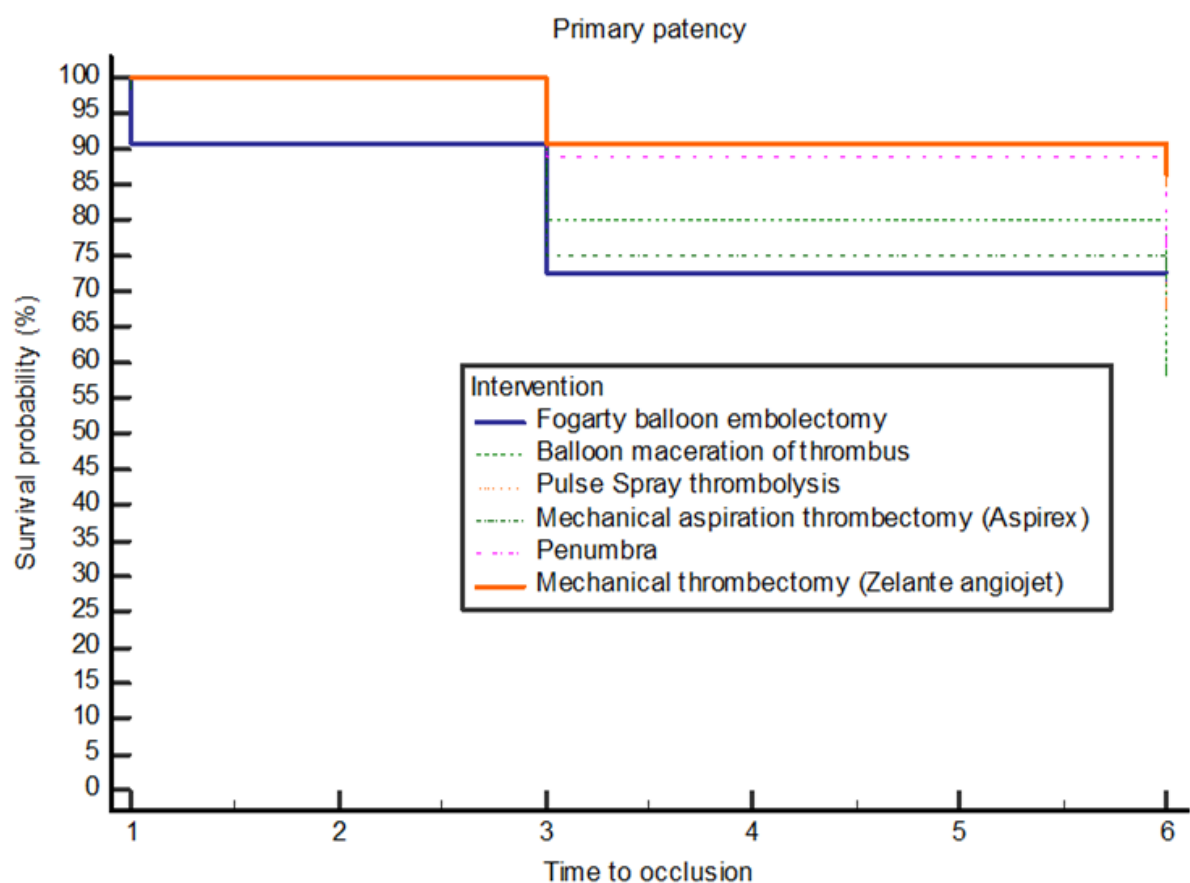 Primary patency
Survival probability (%)
100
95
90
85
80
75
70
65
60
55
50
45
40
35
30
25
20
15
10
5
0
Intervention
Fogarty balloon embolectomy
Balloon maceration of thrombus
Pulse Spray thrombolysis
Mechanical aspiration thrombectomy (Aspirex)
Penumbra
Mechanical thrombectomy (Zelante angiojet)
1 2 3 4 5 6
Time to occlusion